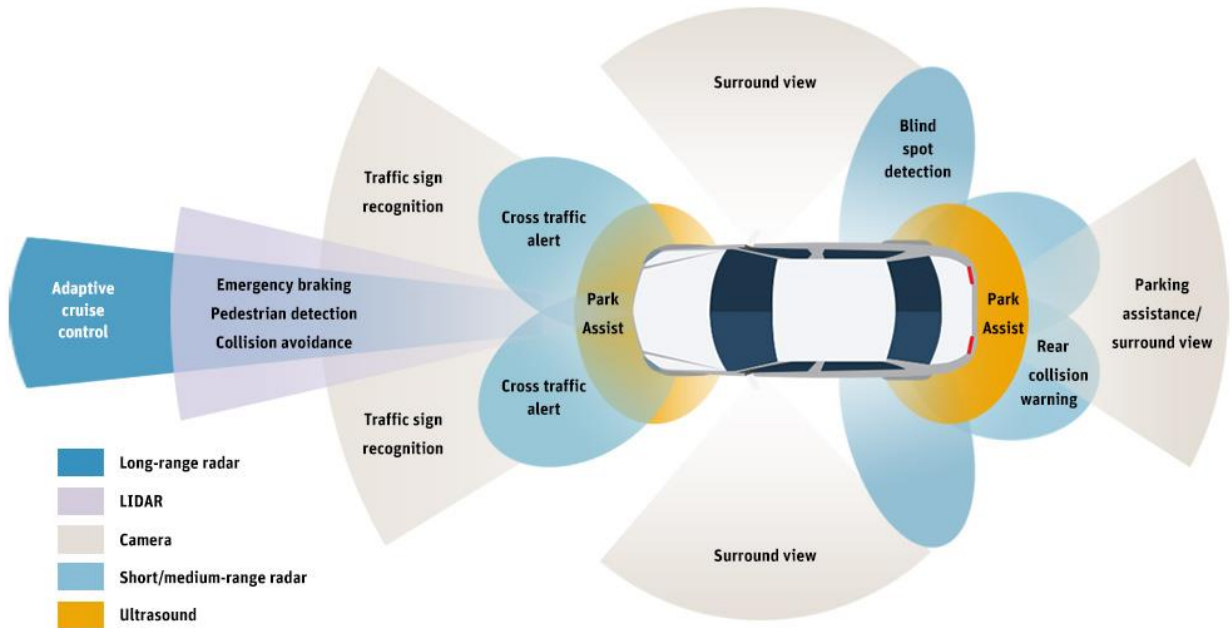 Surround view
Blind
spot
detection
Traffic sign
recognition
Cross traffic
alert
Adaptive
cruise
control
Emergency braking
Pedestrian detection
Collision avoidance
Park
Assist
Park
Assist
Parking
assistance/
surround view
Rear
collision
warning
Cross traffic
alert
Traffic sign
recognition
Surround view
Long-range radar
LIDAR
Camera
Short/medium-range radar
Ultrasound